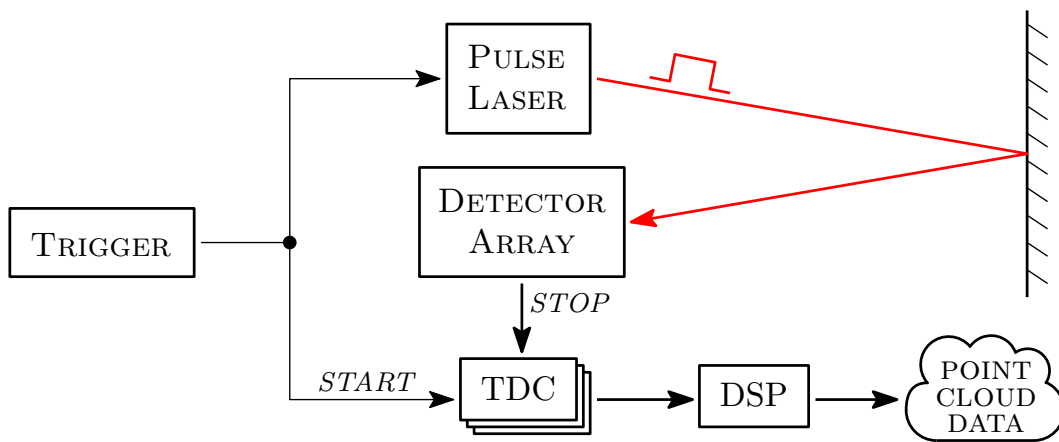 PULSE
LASER
DETECTOR
ARRAY
TRIGGER
STOP
START
TDC
DSP
POINT
CLOUD
DATA